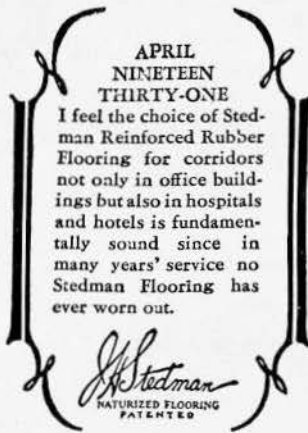 APRIL
NINETEEN
THIRTY-ONE
I feel the choice of Sted-
man Reinforced Rubber
Flooring for corridors
not only in office build-
ings but also in hospitals
and hotels is fundamen-
tally sound since in
many years' service no
Stedman Flooring has
ever worn out.
JH Stedman
NATURIZED FLOORING
PATENTED